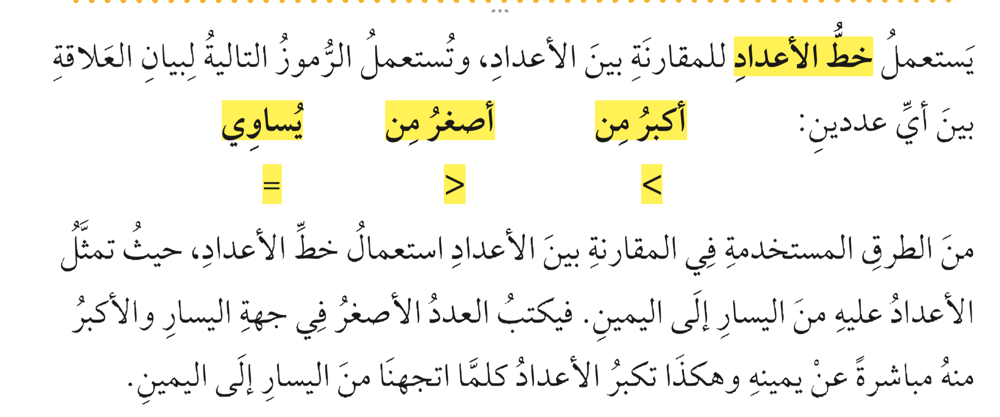 يَستعملُ خطُّ الأعدادِ للمقارنَةِ بينَ الأعدادِ، وتُستعملُ الرُّموزُ التاليةُ لِبيانِ العَلاقةِ
بينَ أيِّ عددينِ: أكبرُ مِن أصغرُ مِن يُساوِي
< > =
منَ الطرقِ المستخدمةِ فِي المقارنةِ بينَ الأعدادِ استعمالُ خطِّ الأعدادِ، حيثُ تمثَّلُ
الأعدادُ عليهِ منَ اليسارِ إلَى اليمينِ. فيكتبُ العددُ الأصغرُ فِي جهةِ اليسارِ والأكبرُ
منهُ مباشرةً عنْ يمينهِ وهكذَا تكبرُ الأعدادُ كلمَّا اتجهنَا منَ اليسارِ إلَى اليمينِ.